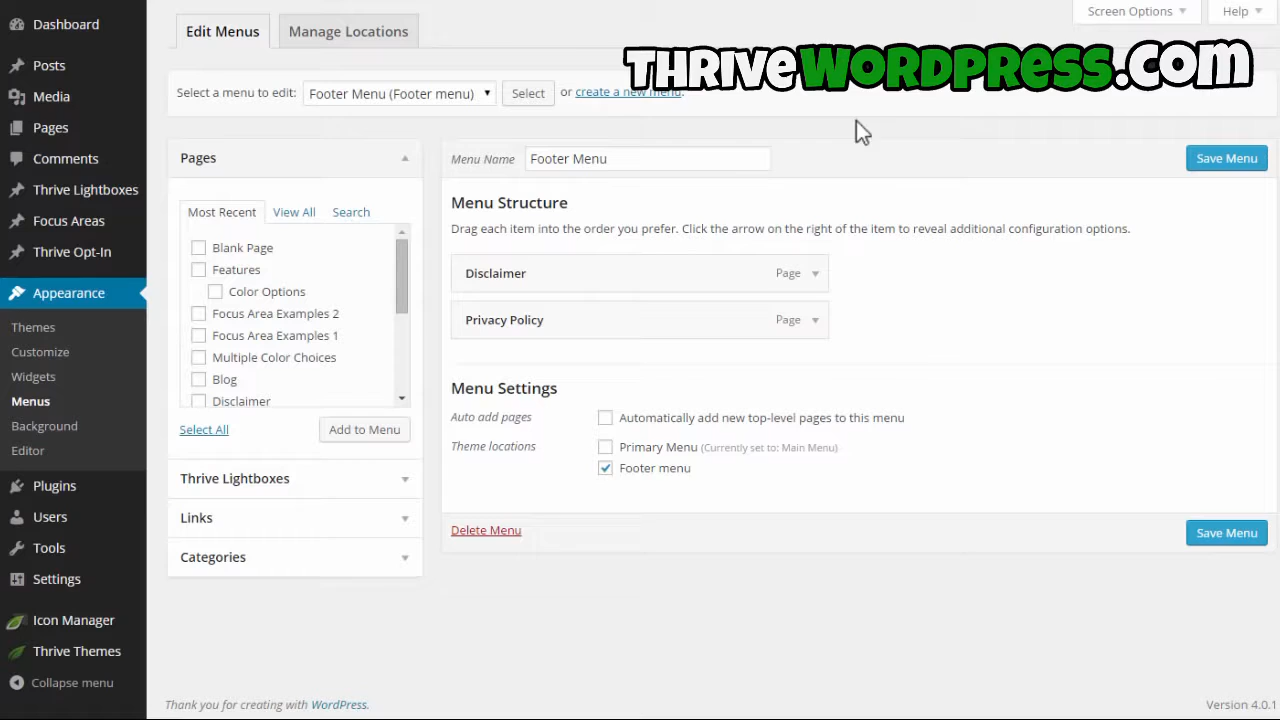 Dashboard
Posts
Media
Pages
Comments
Thrive Lightboxes
Focus Areas
Thrive Opt-In
Appearance
Themes
Customize
Widgets
Menus
Background
Editor
Plugins
Users
Tools
Settings
Icon Manager
Thrive Themes
Collapse menu
Screen Options
Help
Edit Menus
Manage Locations
THRIVEWORDPRESS.COM
Select a menu to edit: Footer Menu (Footer menu) Select or create a new menu.
Pages
Most Recent View All Search
Blank Page
Features
Color Options
Focus Area Examples 2
Focus Area Examples 1
Multiple Color Choices
Blog
Disclaimer
Select All Add to Menu
Thrive Lightboxes
Links
Categories
Menu Name Footer Menu Save Menu
Menu Structure
Drag each item into the order you prefer. Click the arrow on the right of the item to reveal additional configuration options.
Disclaimer Page
Privacy Policy Page
Menu Settings
Auto add pages Automatically add new top-level pages to this menu
Theme locations Primary Menu (Currently set to: Main Menu)
Footer menu
Delete Menu Save Menu
Thank you for creating with WordPress. Version 4.0.1